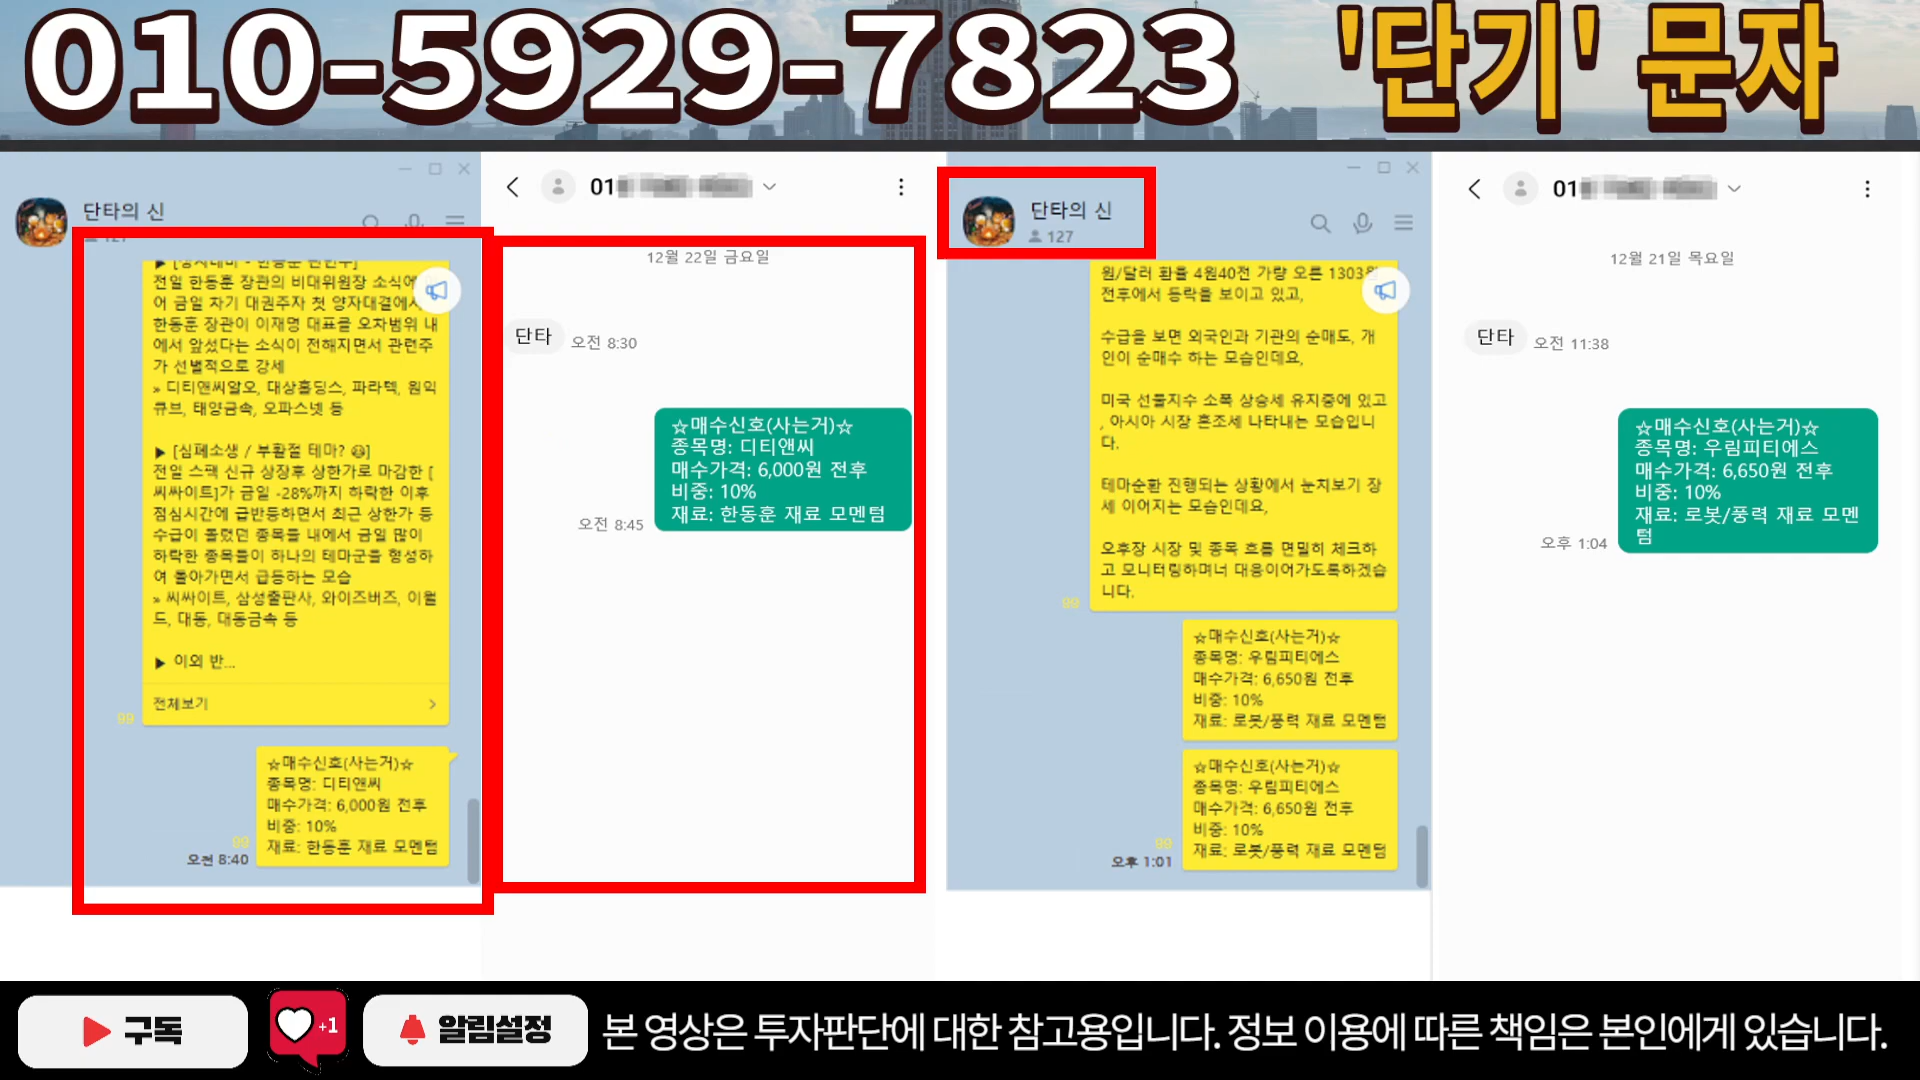 010-5929-7823 '단기' 문자
단타의 신
127
전일 한동훈 장관의 비대위원장 소식에
어 금일 차기 대권주자 첫 양자대결에서
한동훈 장관이 이재명 대표를 오차범위 내
에서 앞섰다는 소식이 전해지면서 관련주
가 선별적으로 강세
» 디티앤씨알오, 대상홀딩스, 파라텍, 원익
큐브, 태양금속, 오파스넷 등
▶ [심폐소생 / 부활절 테마? 😂]
전일 스팩 신규 상장후 상한가로 마감한 [
씨싸이트]가 금일 -28%까지 하락한 이후
점심시간에 급반등하면서 최근 상한가 등
수급이 몰렸던 종목들 내에서 금일 많이
하락한 종목들이 하나의 테마군을 형성하
여 돌아가면서 급등하는 모습
» 씨싸이트, 삼성출판사, 와이즈버즈, 이월
드, 대동, 대동금속 등
▶ 이외 반...
전체보기
99
☆매수신호(사는거)☆
종목명: 디티앤씨
매수가격: 6,000원 전후
비중: 10%
재료: 한동훈 재료 모멘텀
99
오전 8:40
01
12월 22일 금요일
단타
오전 8:30
☆매수신호(사는거)☆
종목명: 디티앤씨
매수가격: 6,000원 전후
비중: 10%
재료: 한동훈 재료 모멘텀
오전 8:45
단타의 신
127
원/달러 환율 4원40전 가량 오른 1303원
전후에서 등락을 보이고 있고,
수급을 보면 외국인과 기관의 순매도, 개
인이 순매수 하는 모습인데요,
미국 선물지수 소폭 상승세 유지중에 있고
, 아시아 시장 혼조세 나타내는 모습입니
다.
테마순환 진행되는 상황에서 눈치보기 장
세 이어지는 모습인데요,
오후장 시장 및 종목 흐름 면밀히 체크하
고 모니터링하며너 대응이어가도록하겠습
니다.
99
☆매수신호(사는거)☆
종목명: 우림피티에스
매수가격: 6,650원 전후
비중: 10%
재료: 로봇/풍력 재료 모멘텀
☆매수신호(사는거)☆
종목명: 우림피티에스
매수가격: 6,650원 전후
비중: 10%
재료: 로봇/풍력 재료 모멘텀
99
오후 1:01
01
12월 21일 목요일
단타
오전 11:38
☆매수신호(사는거)☆
종목명: 우림피티에스
매수가격: 6,650원 전후
비중: 10%
재료: 로봇/풍력 재료 모멘
텀
오후 1:04
구독
+1
알림설정
본 영상은 투자판단에 대한 참고용입니다. 정보 이용에 따른 책임은 본인에게 있습니다.